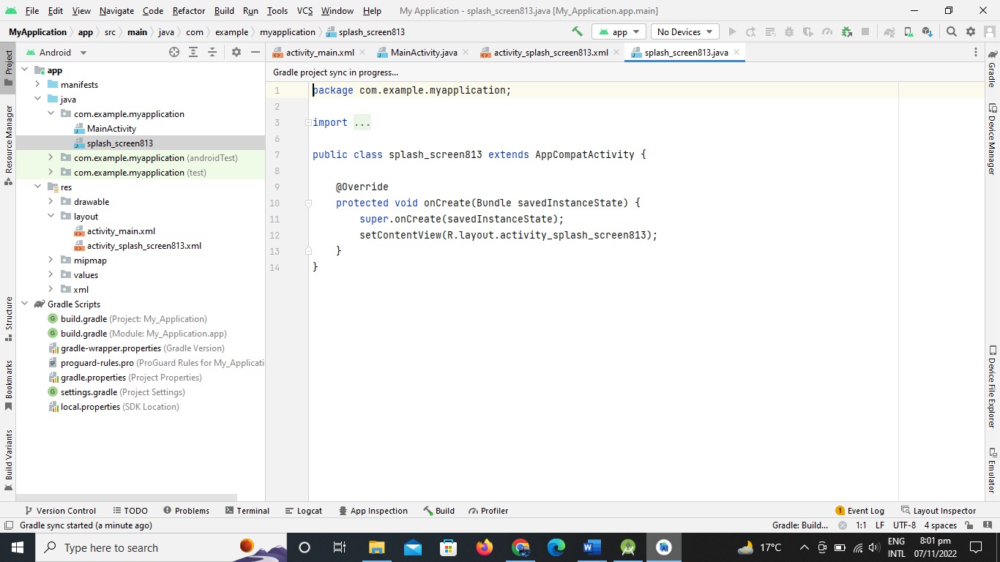 File Edit View Navigate Code Refactor Build Run Tools VCS Window Help My Application - splash_screen813.java [My_Application.app.main]
MyApplication app src main java com example myapplication splash_screen813 app No Devices
Project
Resource Manager
Structure
Bookmarks
Build Variants
Android
app
manifests
java
com.example.myapplication
MainActivity
splash_screen813
com.example.myapplication (androidTest)
com.example.myapplication (test)
res
drawable
layout
activity_main.xml
activity_splash_screen813.xml
mipmap
values
xml
Gradle Scripts
build.gradle (Project: My_Application)
build.gradle (Module: My_Application.app)
gradle-wrapper.properties (Gradle Version)
proguard-rules.pro (ProGuard Rules for My_Applicati
gradle.properties (Project Properties)
settings.gradle (Project Settings)
local.properties (SDK Location)
activity_main.xml MainActivity.java activity_splash_screen813.xml splash_screen813.java
Gradle project sync in progress...
1 package com.example.myapplication;
2
3 import ...
6
7 public class splash_screen813 extends AppCompatActivity {
8
9 @Override
10 protected void onCreate(Bundle savedInstanceState) {
11 super.onCreate(savedInstanceState);
12 setContentView(R.layout.activity_splash_screen813);
13 }
14 }
Gradle
Device Manager
Device File Explorer
Emulator
Version Control TODO Problems Terminal Logcat App Inspection Build Profiler 1 Event Log Layout Inspector
Gradle sync started (a minute ago) Gradle: Build... 1:1 LF UTF-8 4 spaces
Type here to search 17°C ENG 8:01 pm
INTL 07/11/2022